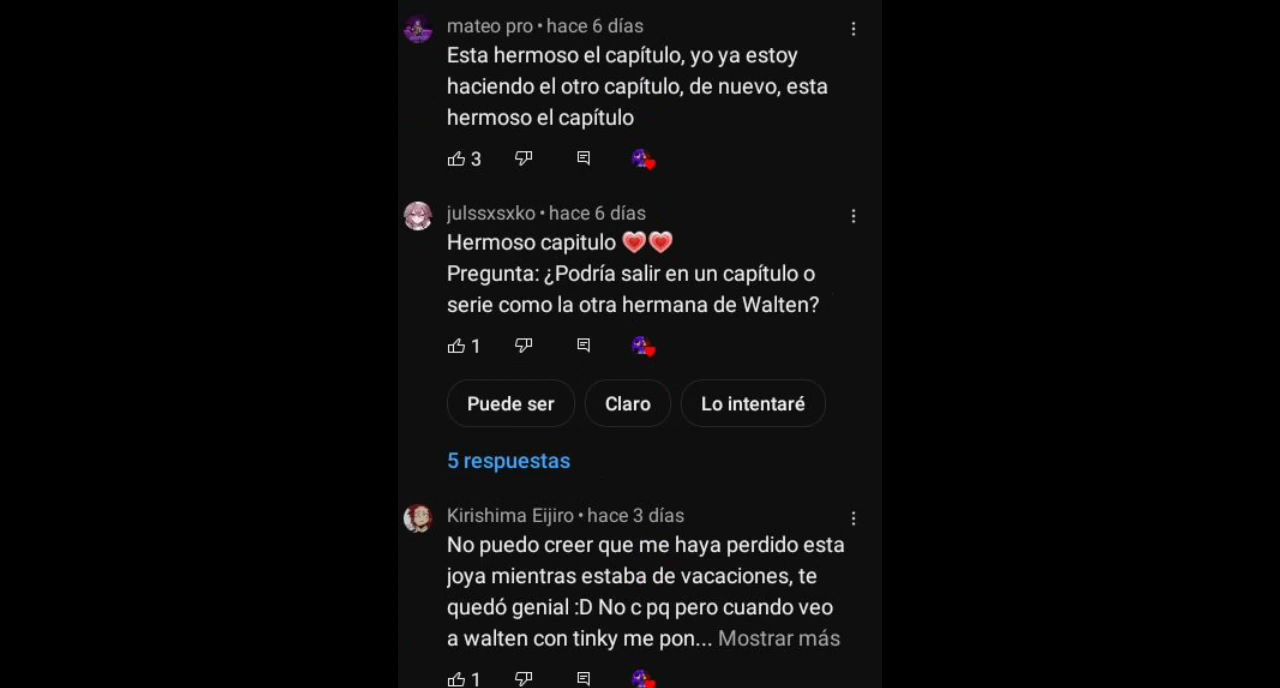 mateo pro • hace 6 días
Esta hermoso el capítulo, yo ya estoy
haciendo el otro capítulo, de nuevo, esta
hermoso el capítulo
3
julssxsxko • hace 6 días
Hermoso capitulo 💗💗
Pregunta: ¿Podría salir en un capítulo o
serie como la otra hermana de Walten?
1
Puede ser Claro Lo intentaré
5 respuestas
Kirishima Eijiro • hace 3 días
No puedo creer que me haya perdido esta
joya mientras estaba de vacaciones, te
quedó genial :D No c pq pero cuando veo
a walten con tinky me pon... Mostrar más
1